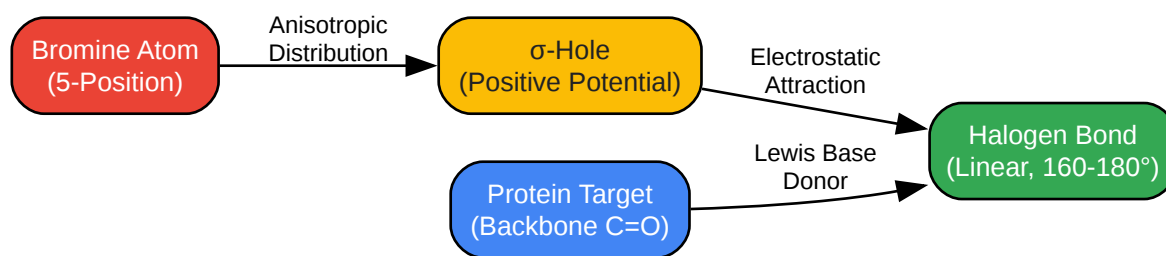 Bromine Atom
(5-Position)
Anisotropic
Distribution
σ-Hole
(Positive Potential)
Electrostatic
Attraction
Protein Target
(Backbone C=O)
Lewis Base
Donor
Halogen Bond
(Linear, 160-180°)